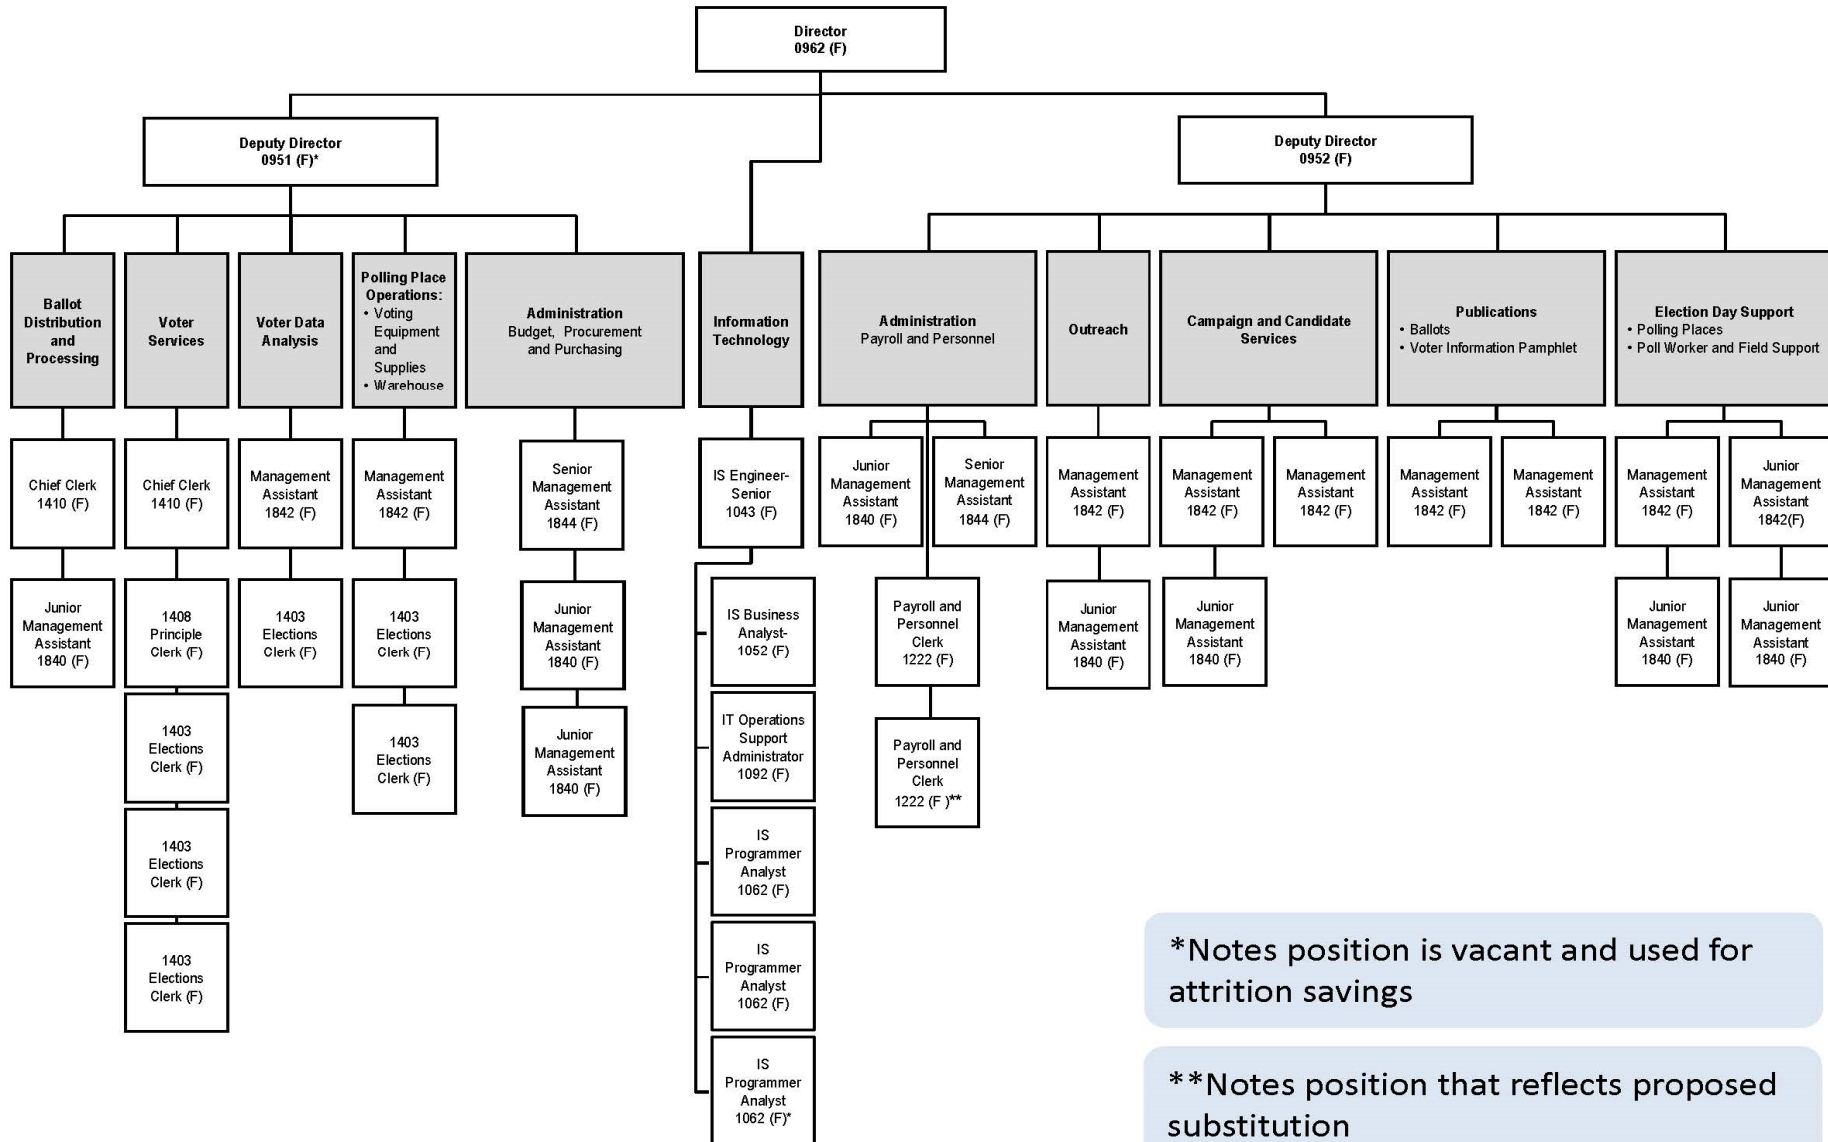 Director
0962 (F)
Deputy Director
0951 (F)*
Deputy Director
0952 (F)
Ballot
Distribution
and
Processing
Voter
Services
Voter Data
Analysis
Polling Place
Operations:
• Voting
Equipment
and
Supplies
• Warehouse
Administration
Budget, Procurement
and Purchasing
Information
Technology
Administration
Payroll and Personnel
Outreach
Campaign and Candidate
Services
Publications
• Ballots
• Voter Information Pamphlet
Election Day Support
• Polling Places
• Poll Worker and Field Support
Chief Clerk
1410 (F)
Chief Clerk
1410 (F)
Management
Assistant
1842 (F)
Management
Assistant
1842 (F)
Senior
Management
Assistant
1844 (F)
IS Engineer-
Senior
1043 (F)
Junior
Management
Assistant
1840 (F)
Senior
Management
Assistant
1844 (F)
Management
Assistant
1842 (F)
Management
Assistant
1842 (F)
Management
Assistant
1842 (F)
Management
Assistant
1842 (F)
Management
Assistant
1842 (F)
Management
Assistant
1842 (F)
Junior
Management
Assistant
1842(F)
Junior
Management
Assistant
1840 (F)
1408
Principle
Clerk (F)
1403
Elections
Clerk (F)
1403
Elections
Clerk (F)
Junior
Management
Assistant
1840 (F)
IS Business
Analyst-
1052 (F)
Payroll and
Personnel
Clerk
1222 (F)
Junior
Management
Assistant
1840 (F)
Junior
Management
Assistant
1840 (F)
Junior
Management
Assistant
1840 (F)
Junior
Management
Assistant
1840 (F)
1403
Elections
Clerk (F)
1403
Elections
Clerk (F)
Junior
Management
Assistant
1840 (F)
IT Operations
Support
Administrator
1092 (F)
Payroll and
Personnel
Clerk
1222 (F )**
1403
Elections
Clerk (F)
IS
Programmer
Analyst
1062 (F)
1403
Elections
Clerk (F)
IS
Programmer
Analyst
1062 (F)
IS
Programmer
Analyst
1062 (F)*
*Notes position is vacant and used for
attrition savings
**Notes position that reflects proposed
substitution